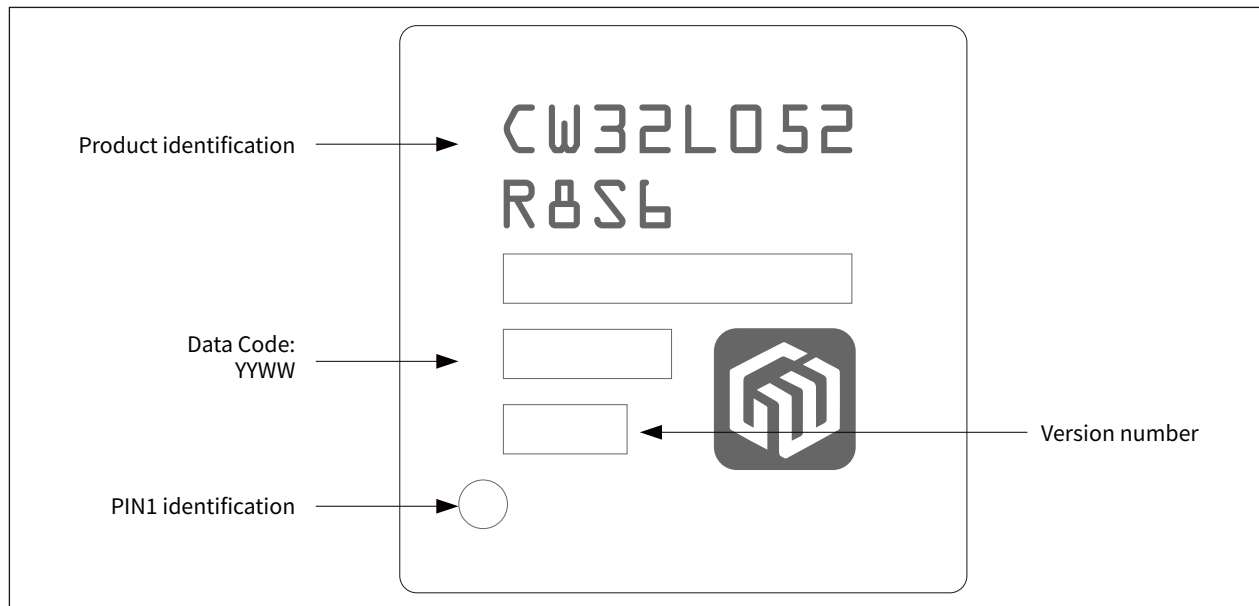 Product identification
CW32L052
R8S6
Data Code:
YYWW
Version number
PIN1 identification